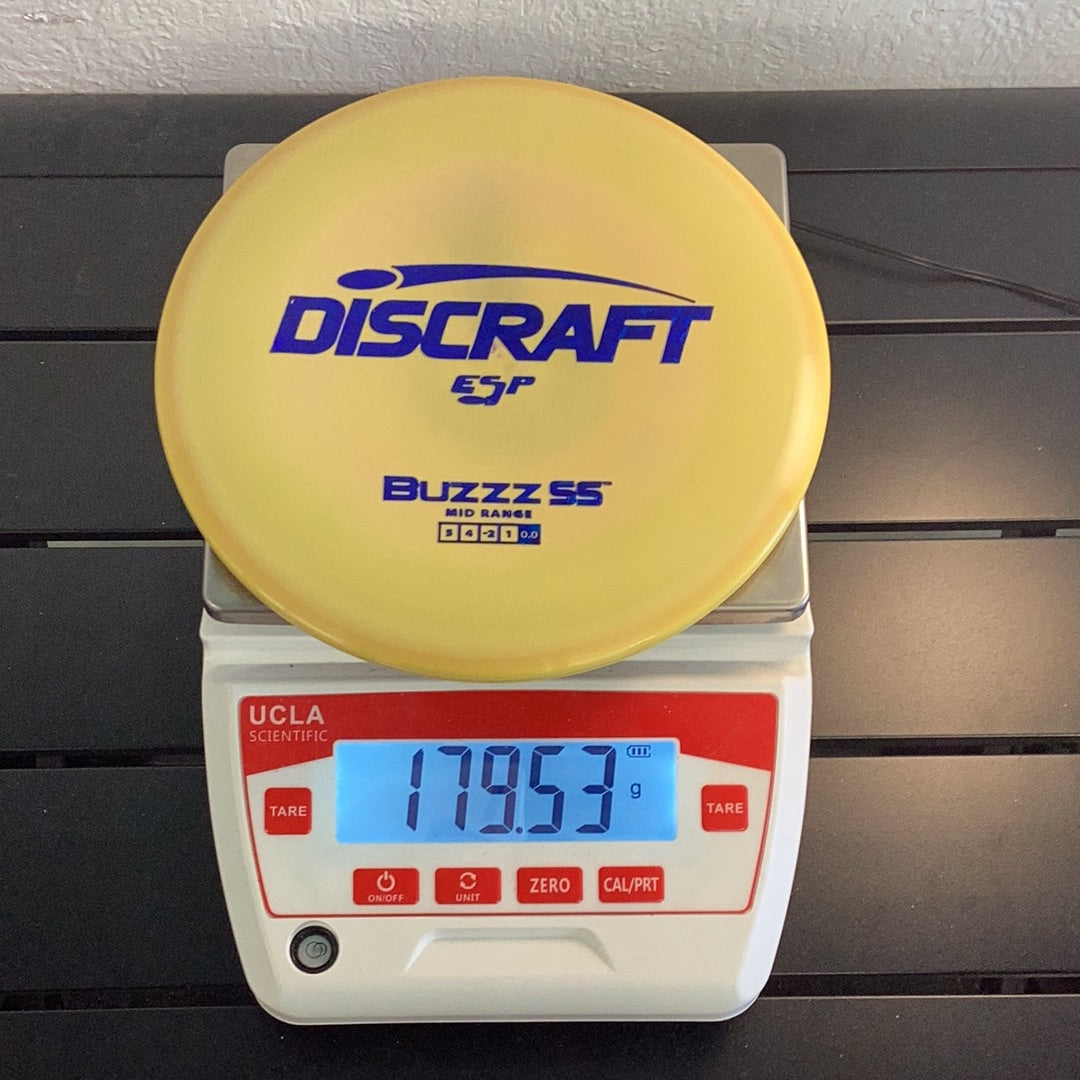 DISCRAFT
ESP
BUZZZ SS™
MID RANGE
5 4 -2 1 0.0
UCLA
SCIENTIFIC
179.53 g
TARE
TARE
ON/OFF
UNIT
ZERO
CAL/PRT